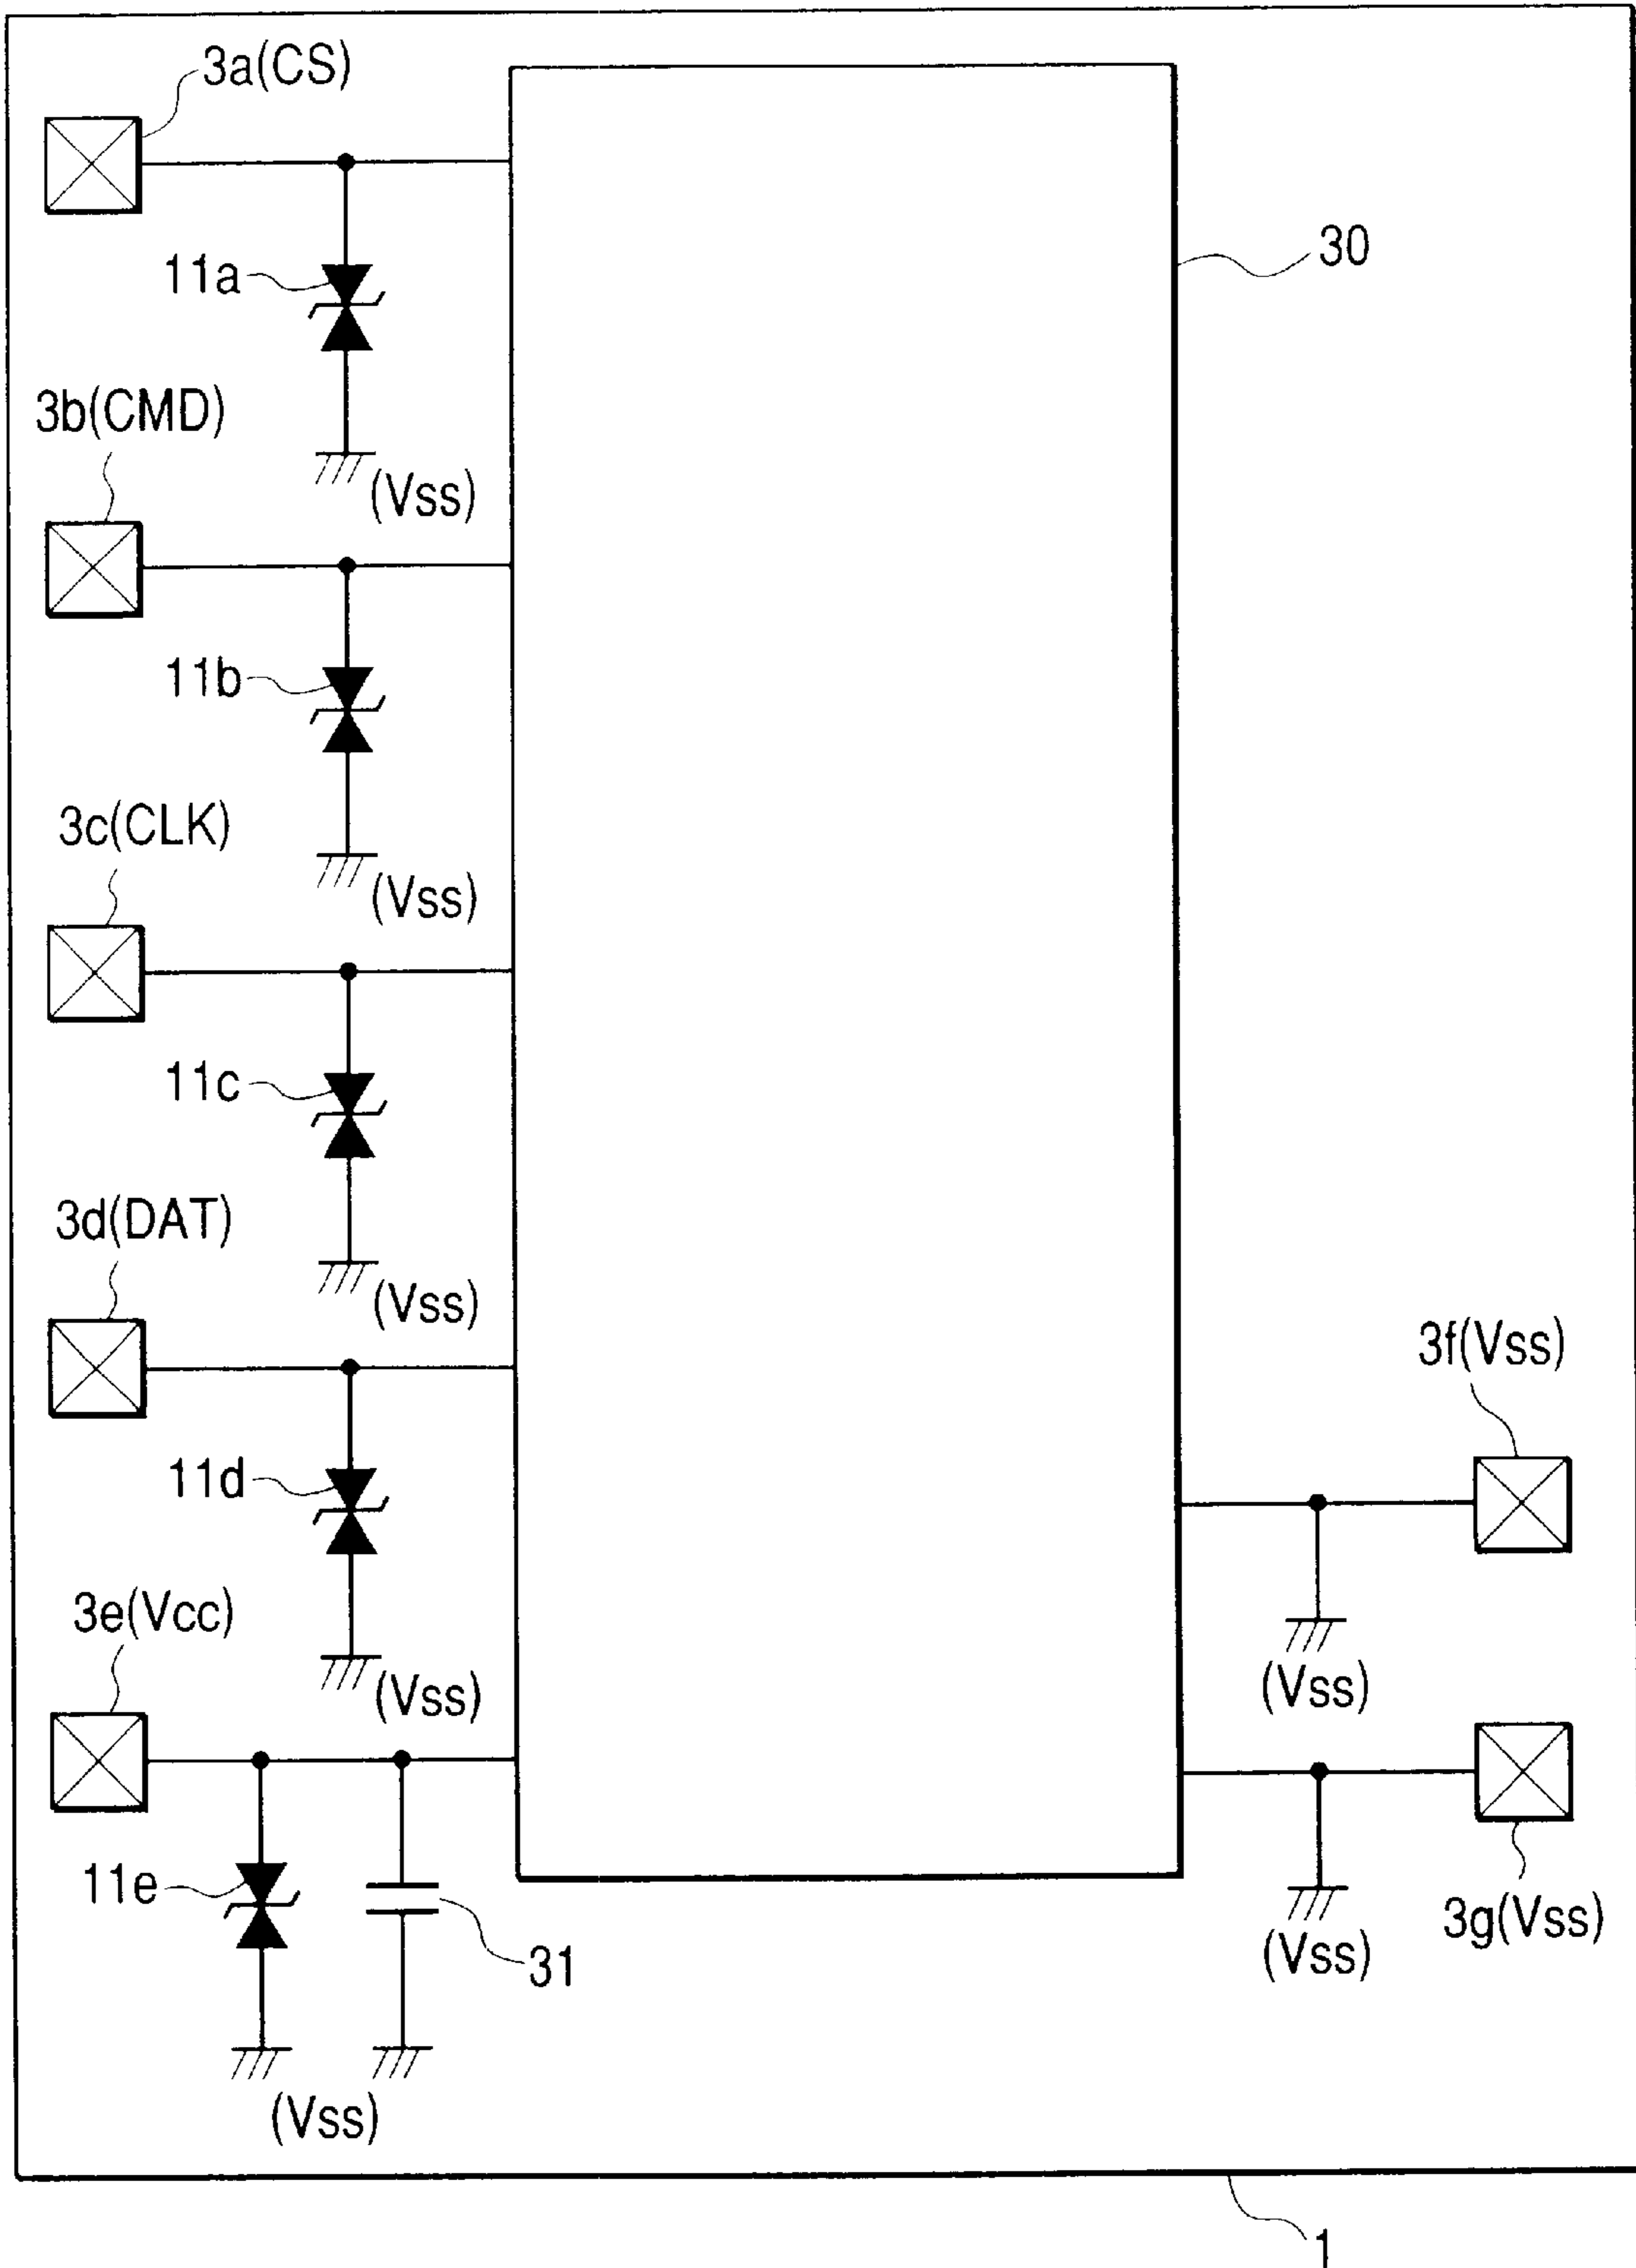 3a(CS)
30
11a
3b(CMD)
(Vss)
11b
3c(CLK)
(Vss)
11c
3d(DAT)
(Vss)
3f(Vss)
11d
3e(Vcc)
(Vss)
(Vss)
11e
31
3g(Vss)
(Vss)
(Vss)
1